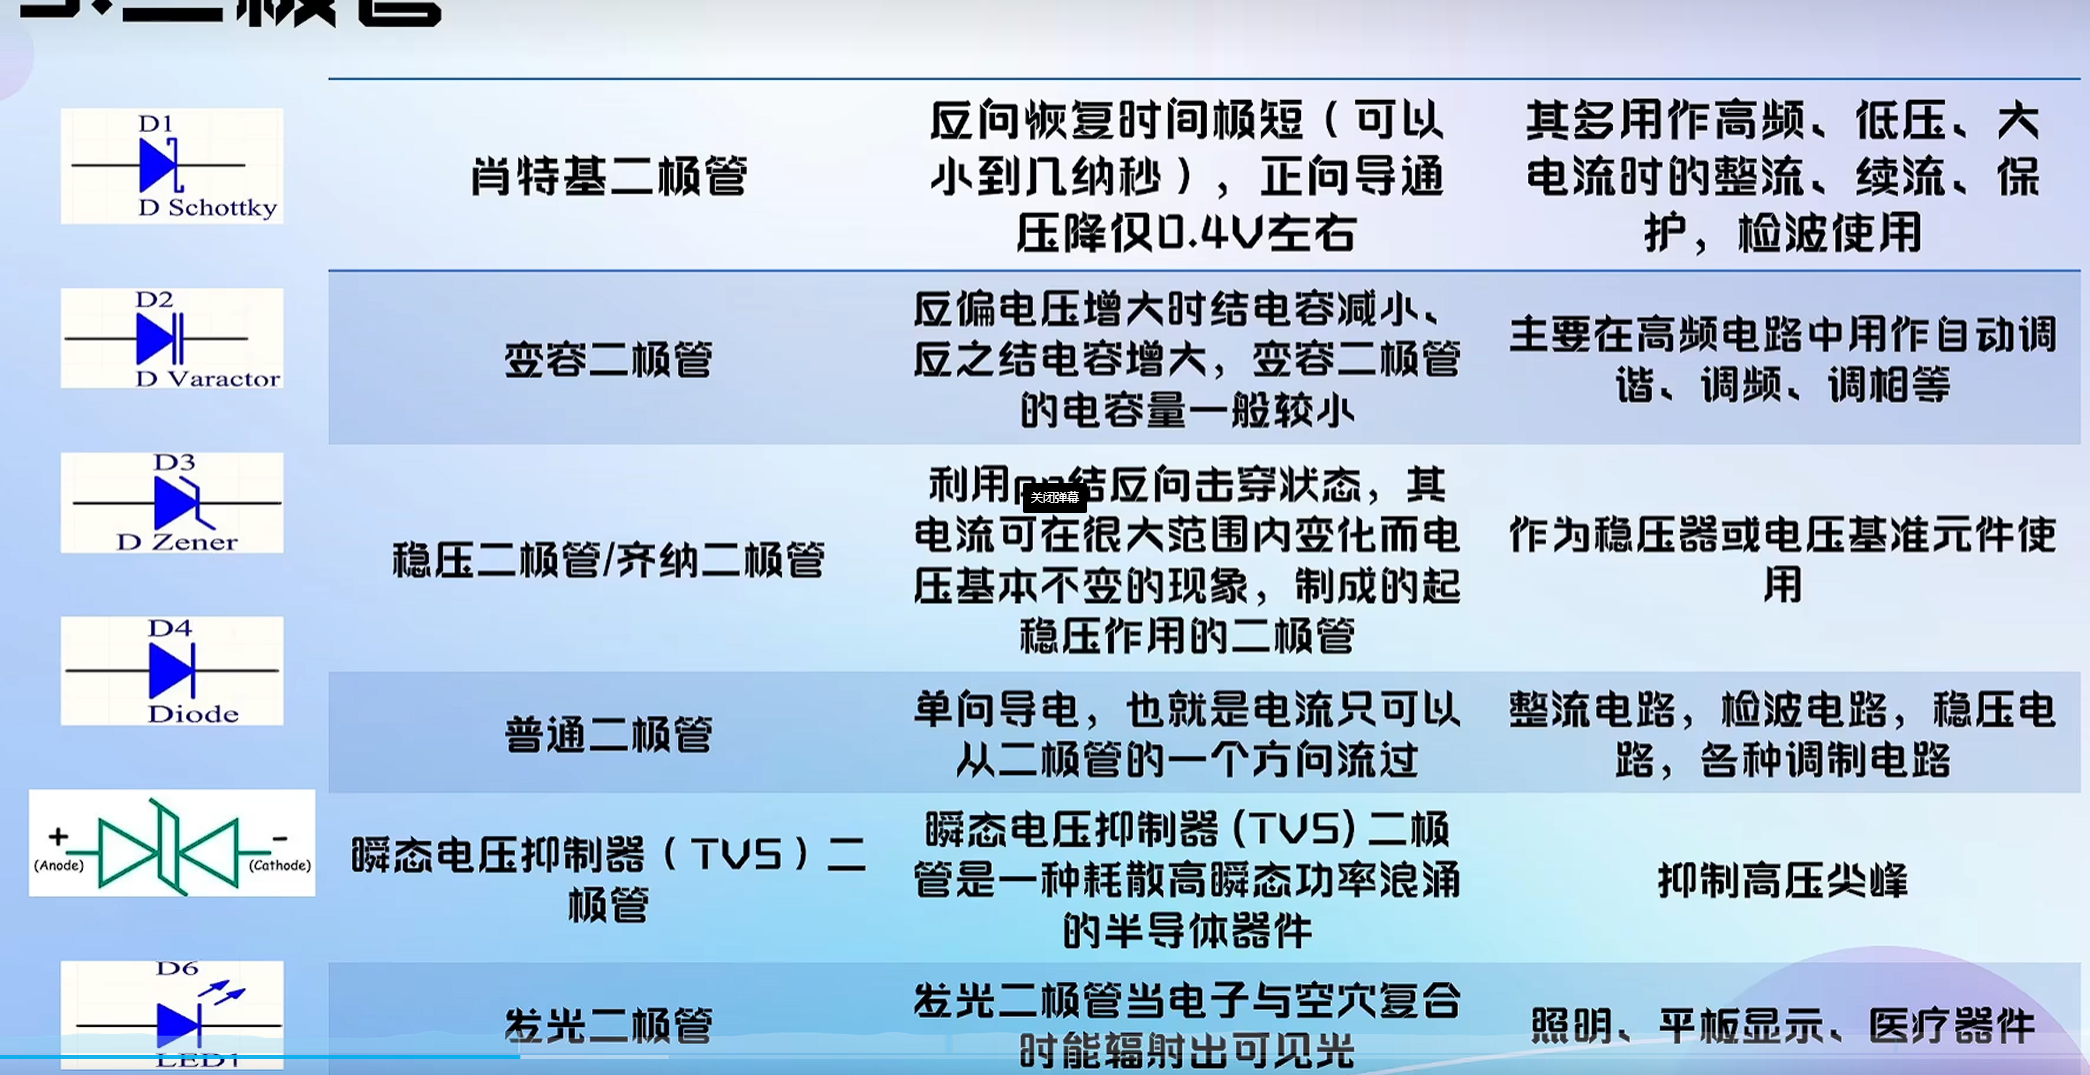 二极管
D1
D Schottky
肖特基二极管
反向恢复时间极短（可以
小到几纳秒），正向导通
压降仅0.4V左右
其多用作高频、低压、大
电流时的整流、续流、保
护，检波使用
D2
D Varactor
变容二极管
反偏电压增大时结电容减小、
反之结电容增大，变容二极管
的电容量一般较小
主要在高频电路中用作自动调
谐、调频、调相等
D3
D Zener
稳压二极管/齐纳二极管
利用结反向击穿状态，其
关闭弹幕
电流可在很大范围内变化而电
压基本不变的现象，制成的起
稳压作用的二极管
作为稳压器或电压基准元件使
用
D4
Diode
普通二极管
单向导电，也就是电流只可以
从二极管的一个方向流过
整流电路，检波电路，稳压电
路，各种调制电路
+
-
(Anode)
(Cathode)
瞬态电压抑制器（TVS）二
极管
瞬态电压抑制器(TVS)二极
管是一种耗散高瞬态功率浪涌
的半导体器件
抑制高压尖峰
D6
LED1
发光二极管
发光二极管当电子与空穴复合
时能辐射出可见光
照明、平板显示、医疗器件